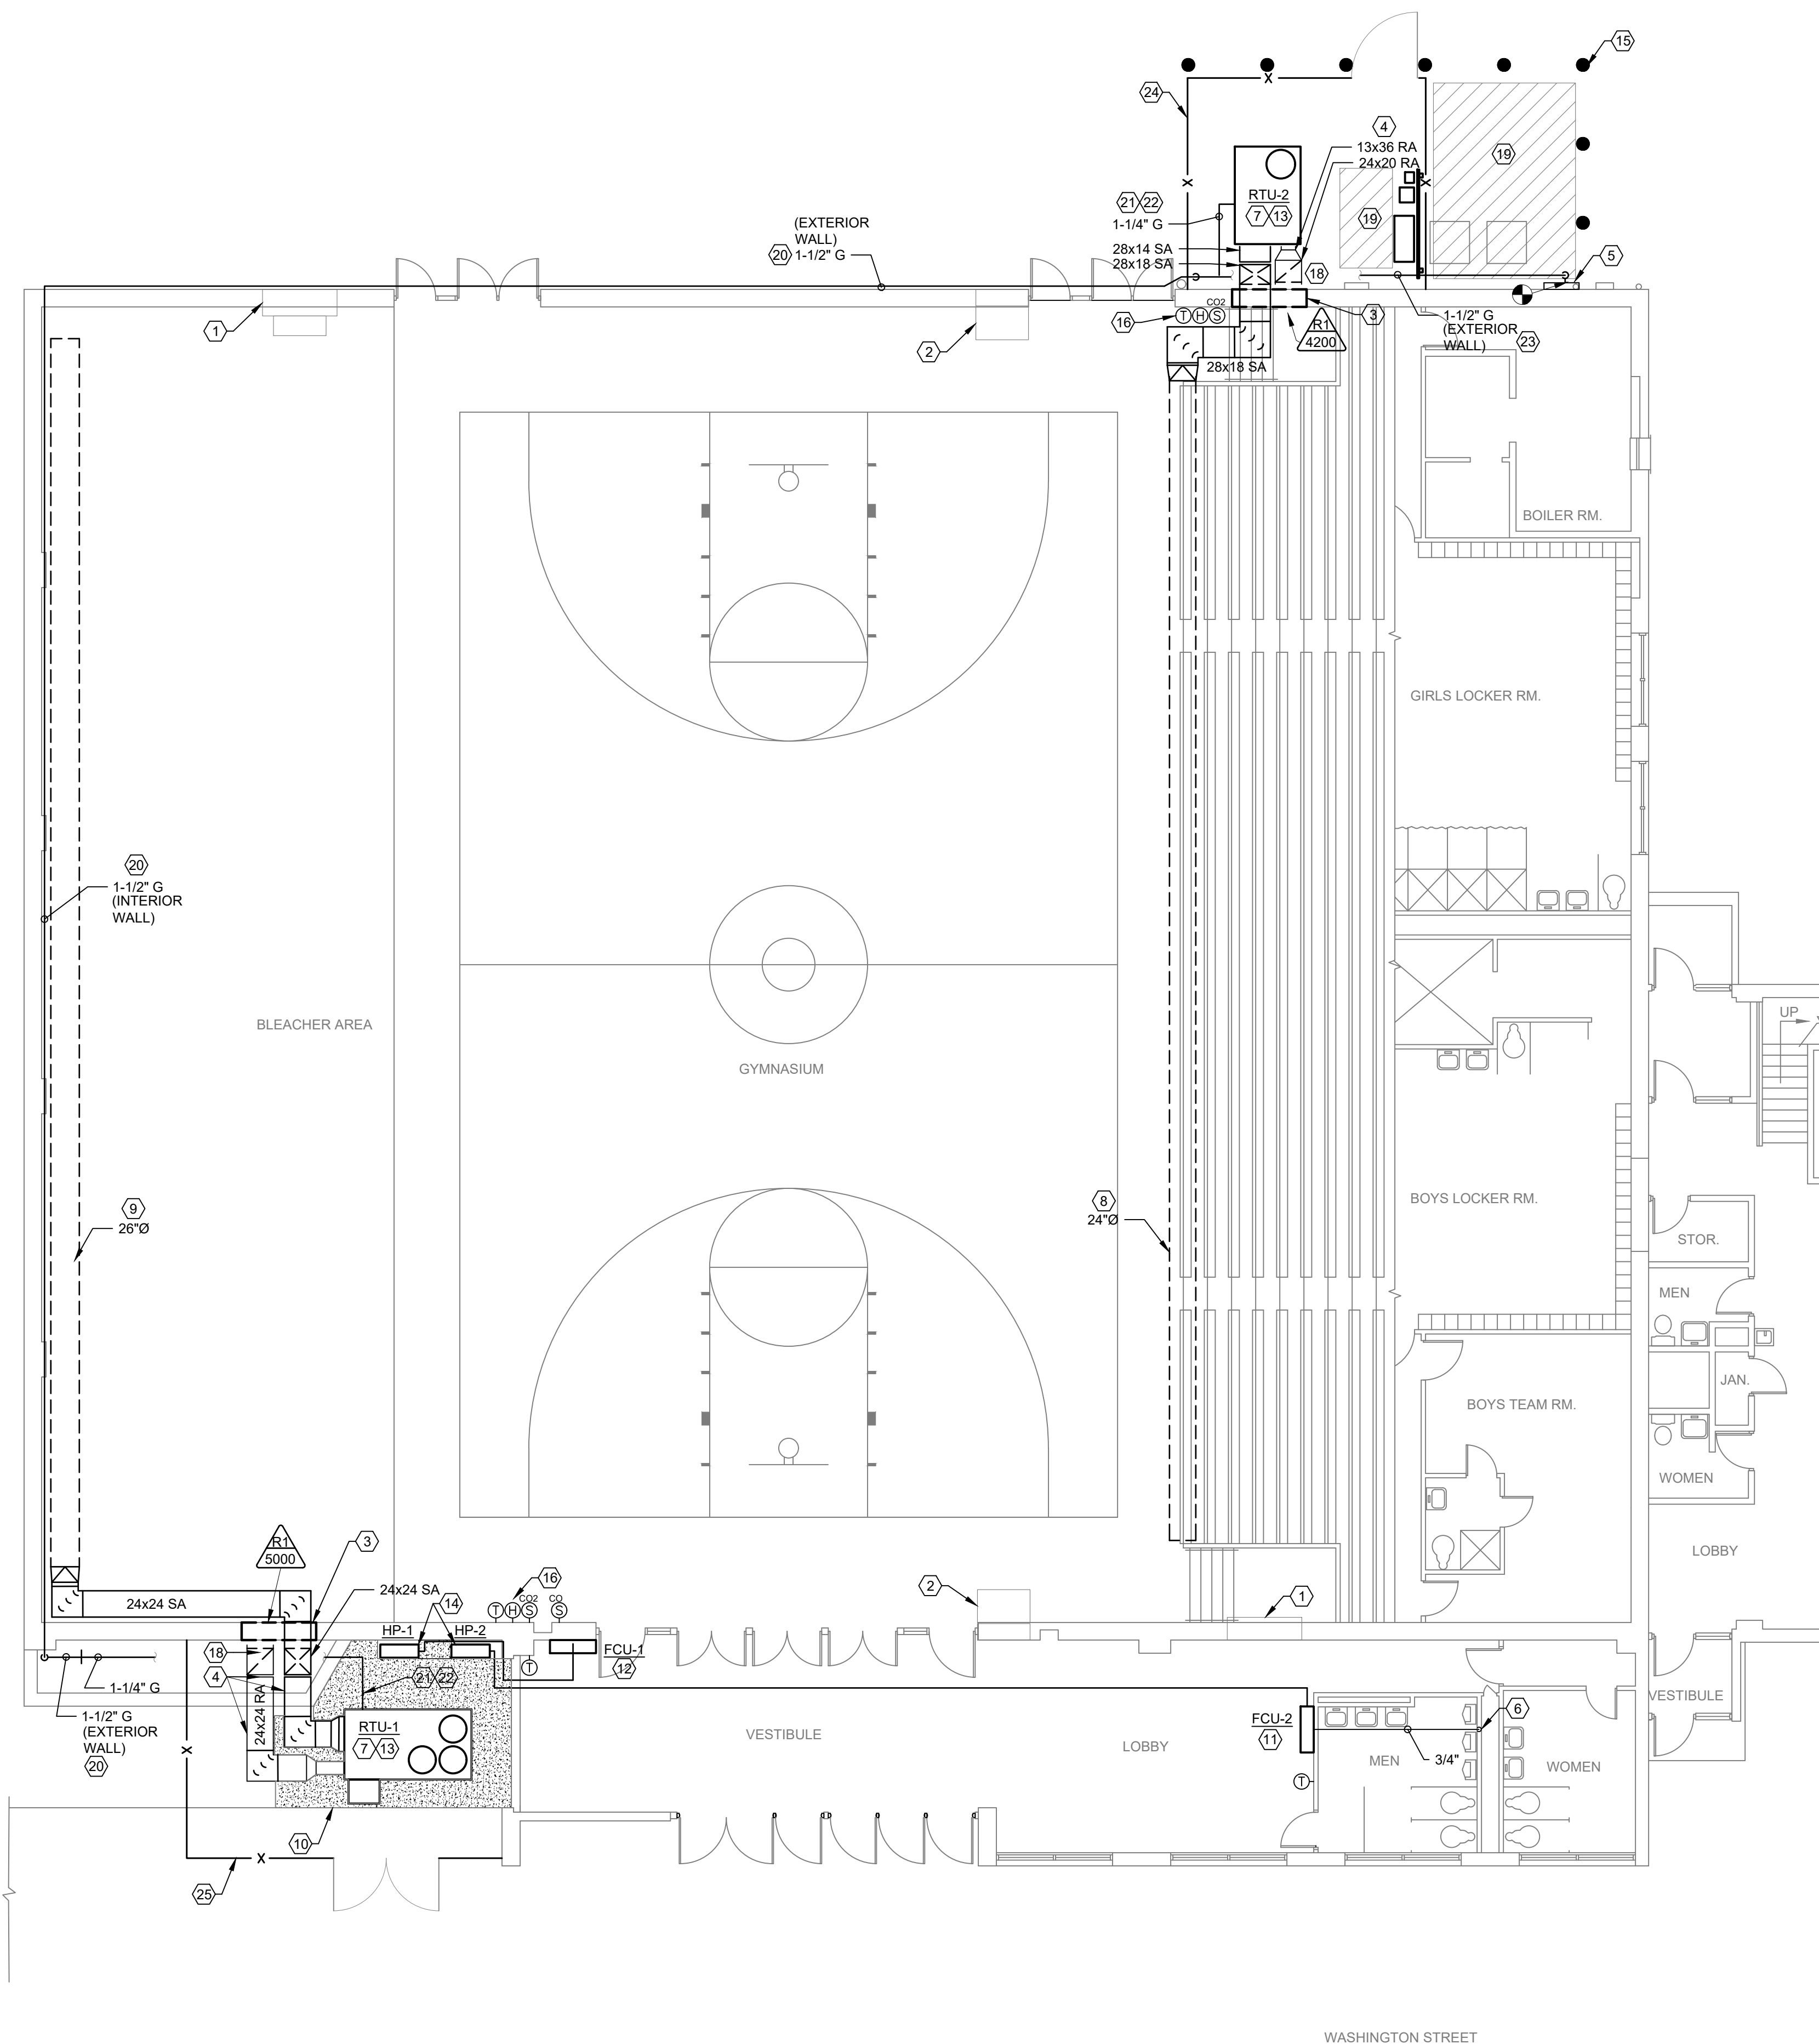 15
24
4
13x36 RA
24x20 RA
19
RTU-2
7 13
19
21 22
1-1/4" G
(EXTERIOR
WALL)
20 1-1/2" G
28x14 SA
28x18 SA
18
5
CO2
16
T H S
3
R1
4200
1-1/2" G
(EXTERIOR
WALL)
23
1
2
28x18 SA
BOILER RM.
GIRLS LOCKER RM.
20
1-1/2" G
(INTERIOR
WALL)
UP
BLEACHER AREA
GYMNASIUM
9
26"Ø
8
24"Ø
BOYS LOCKER RM.
STOR.
MEN
JAN.
BOYS TEAM RM.
WOMEN
LOBBY
R1
5000
3
24x24 SA
24x24 SA
16
CO2 CO
T H S S
14
2
1
HP-1 HP-2
FCU-1
12
T
18
4
21 22
1-1/4" G
24x24 RA
1-1/2" G
(EXTERIOR
WALL)
20
RTU-1
7 13
X
VESTIBULE
LOBBY
FCU-2
11
T
6
3/4"
MEN
WOMEN
VESTIBULE
10
X
25
X
X
X
WASHINGTON STREET